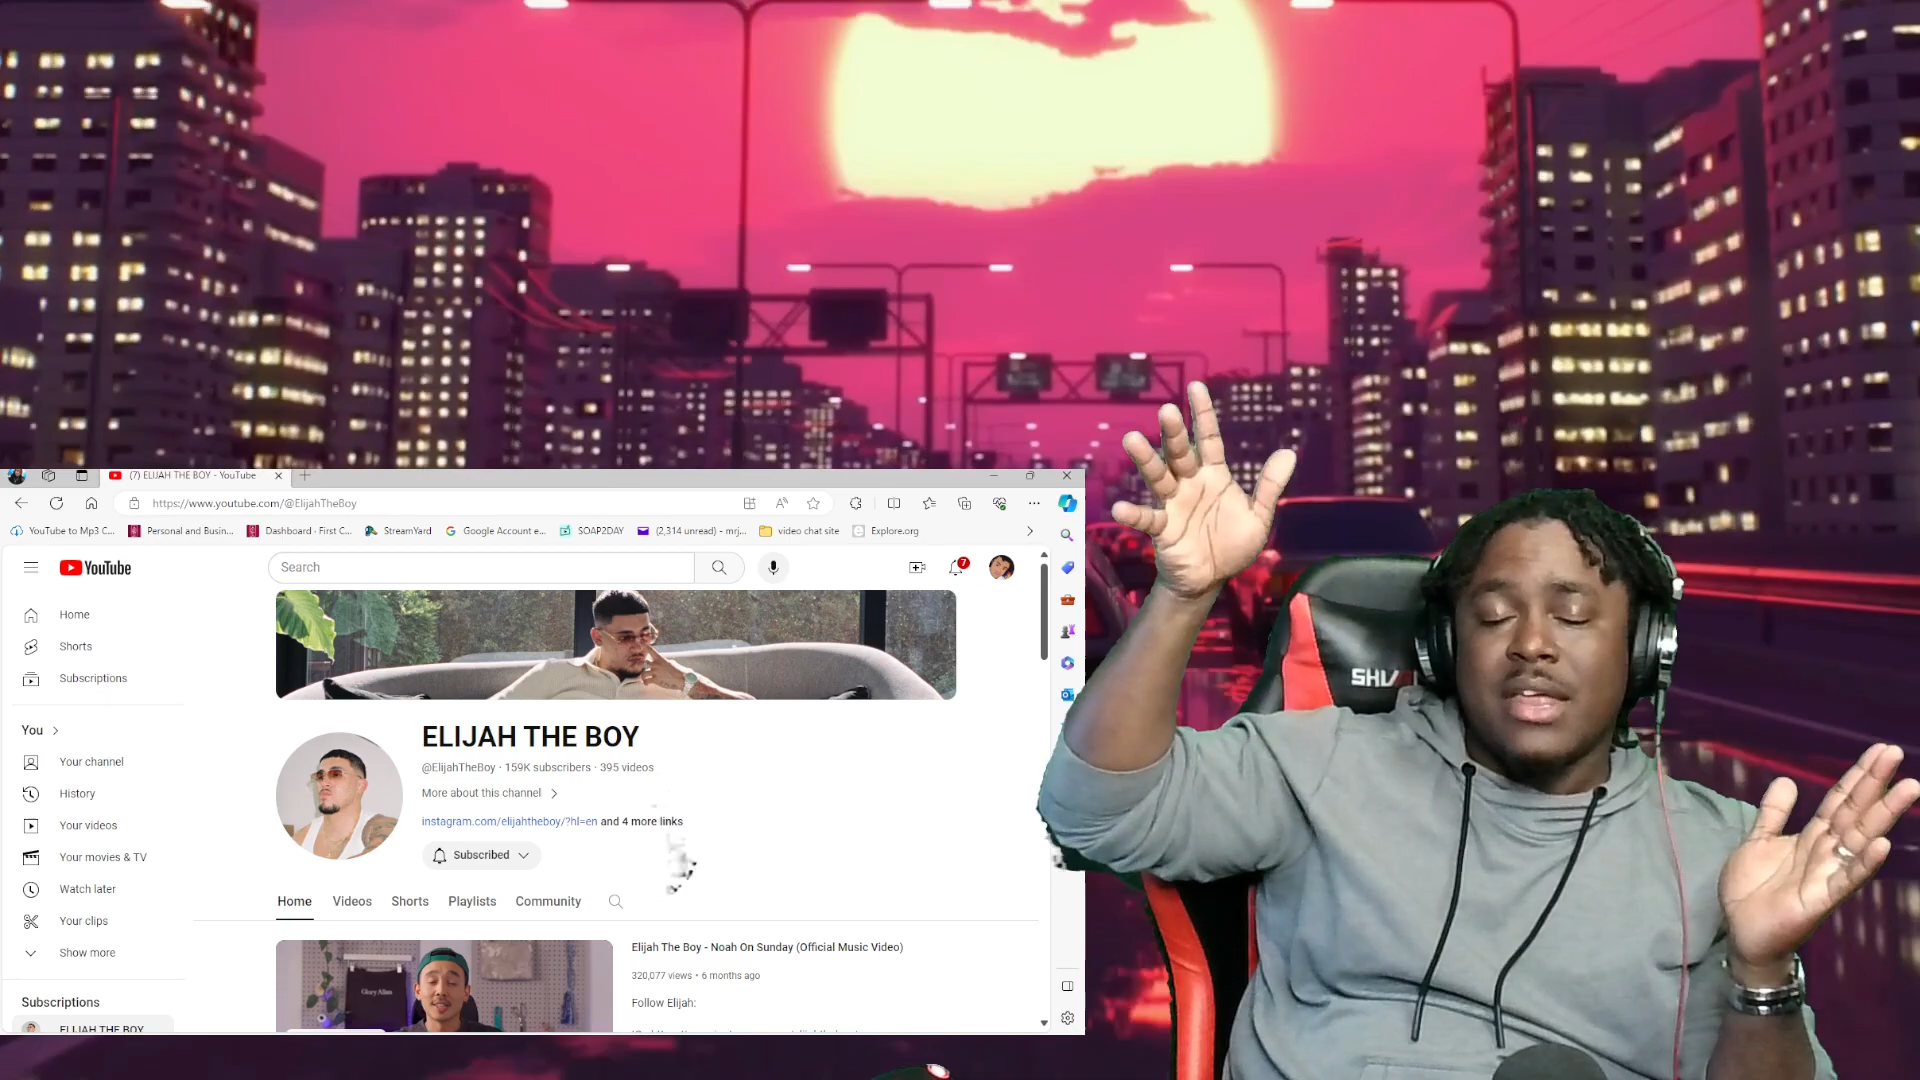 (7) ELIJAH THE BOY - YouTube
https://www.youtube.com/@ElijahTheBoy
YouTube to Mp3 C... Personal and Busin... Dashboard · First C... StreamYard Google Account e... SOAP2DAY (2,314 unread) - mrj... video chat site Explore.org
YouTube
Search
7
Home
Shorts
Subscriptions
You
Your channel
History
Your videos
Your movies & TV
Watch later
Your clips
Show more
Subscriptions
ELIJAH THE BOY
ELIJAH THE BOY
@ElijahTheBoy · 159K subscribers · 395 videos
More about this channel
instagram.com/elijahtheboy/?hl=en and 4 more links
Subscribed
Home Videos Shorts Playlists Community
Elijah The Boy - Noah On Sunday (Official Music Video)
320,077 views • 6 months ago
Follow Elijah: